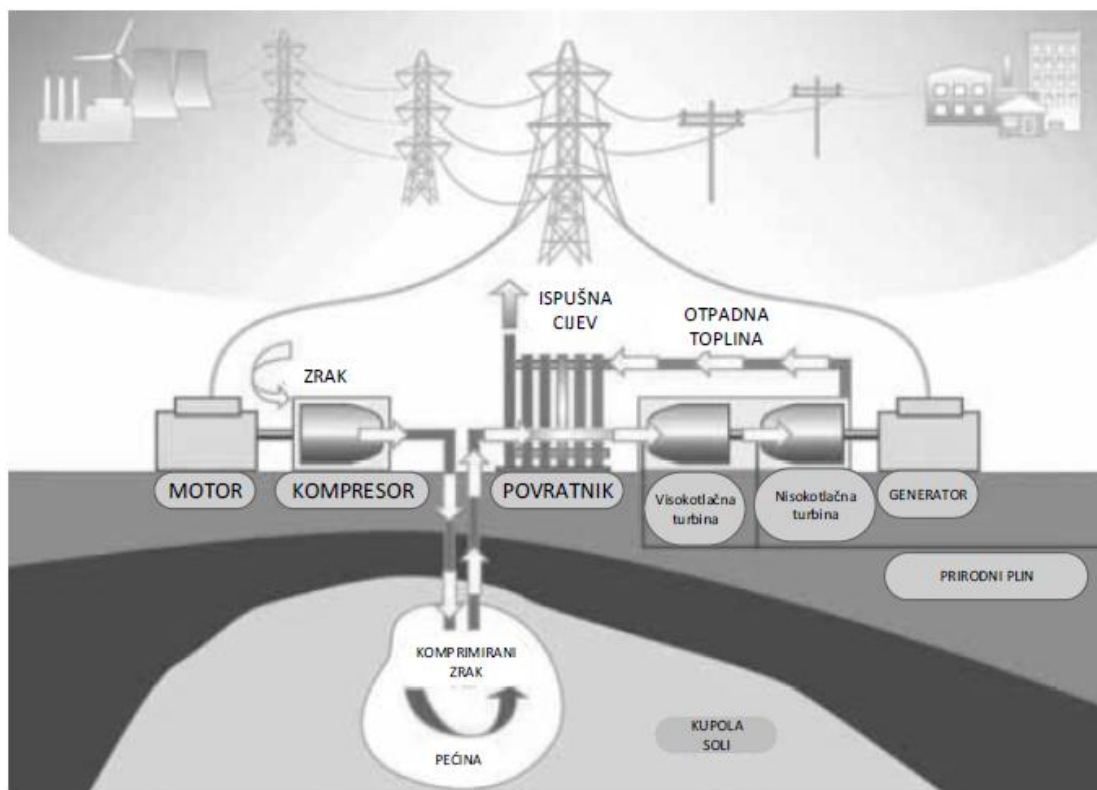 ISPUŠNA
CIJEV
OTPADNA
TOPLINA
ZRAK
MOTOR
KOMPRESOR
POVRATNIK
Visokotlačna
turbina
Nisokotlačna
turbina
GENERATOR
PRIRODNI PLIN
KOMPRIMIRANI
ZRAK
PEĆINA
KUPOLA
SOLI